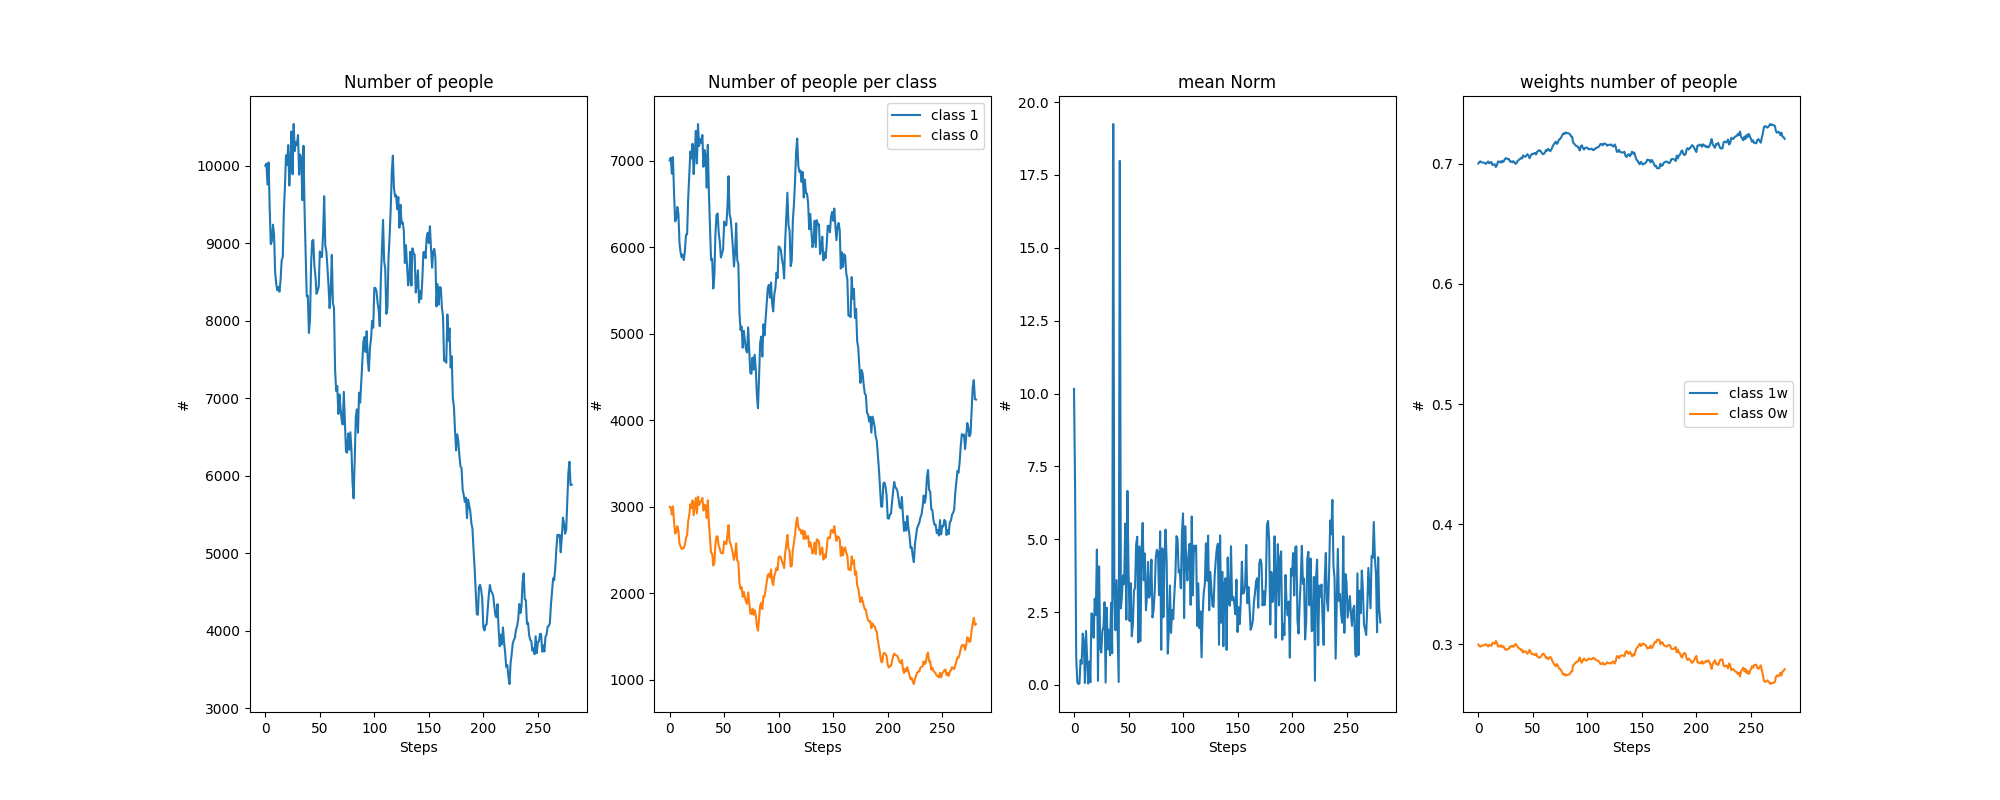 Number of people
10000
9000
8000
7000
6000
5000
4000
3000
#
0 50 100 150 200 250
Steps
Number of people per class
class 1
class 0
7000
6000
5000
4000
3000
2000
1000
#
0 50 100 150 200 250
Steps
mean Norm
20.0
17.5
15.0
12.5
10.0
7.5
5.0
2.5
0.0
#
0 50 100 150 200 250
Steps
weights number of people
0.7
0.6
0.5
0.4
0.3
#
class 1w
class 0w
0 50 100 150 200 250
Steps